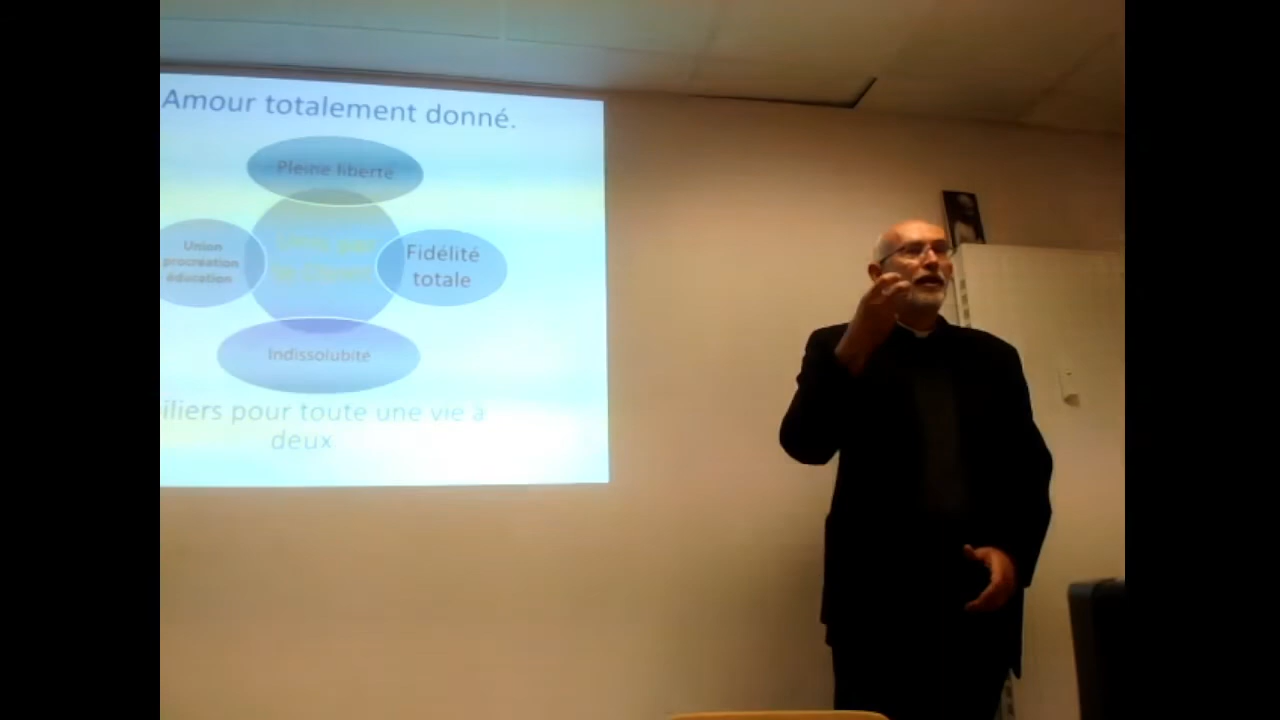 Amour totalement donné.
Pleine liberté
Union
procréation
éducation
Fidélité
totale
Indissolubité
iliers pour toute une vie à
deux